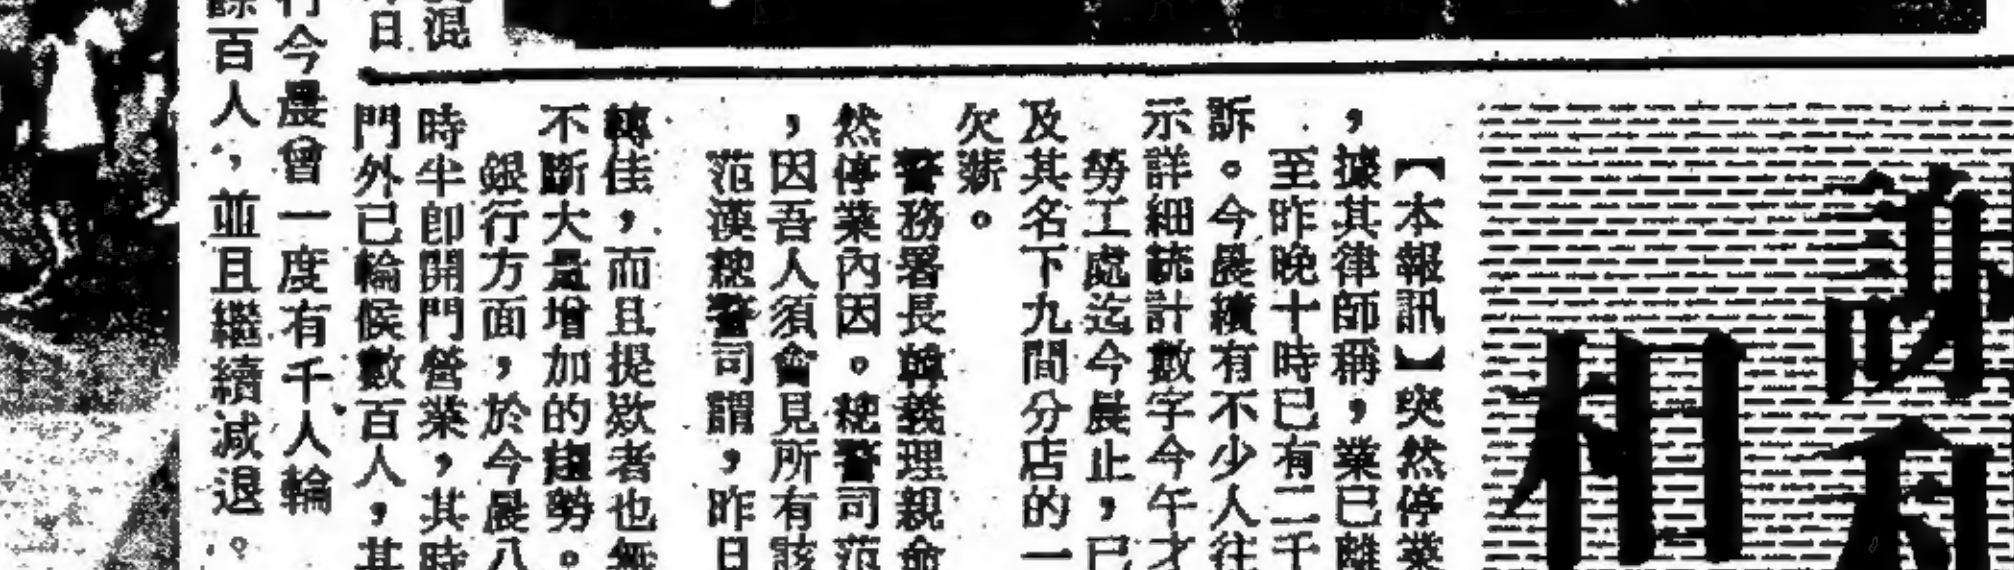 相
【本報訊】突然停業
，據其律師稱，業已離
至昨晚十時已有二千
訴。今晨續有不少人往
示詳細統計數字今午才
勞工處迄今晨止，已
及其名下九間分店的一
欠薪。
警務署長韓義理親
然停業內因。總警司范
，因吾人須會見所有該
范漢總警司謂，昨日
轉佳，而且提欵者也無
不斷大量增加的趨勢。
銀行方面，於今晨八
時半即開門營業，其時
門外已輪候數百人，其
混
日
今晨曾一度有千人輪
餘百人，並且繼續減退。